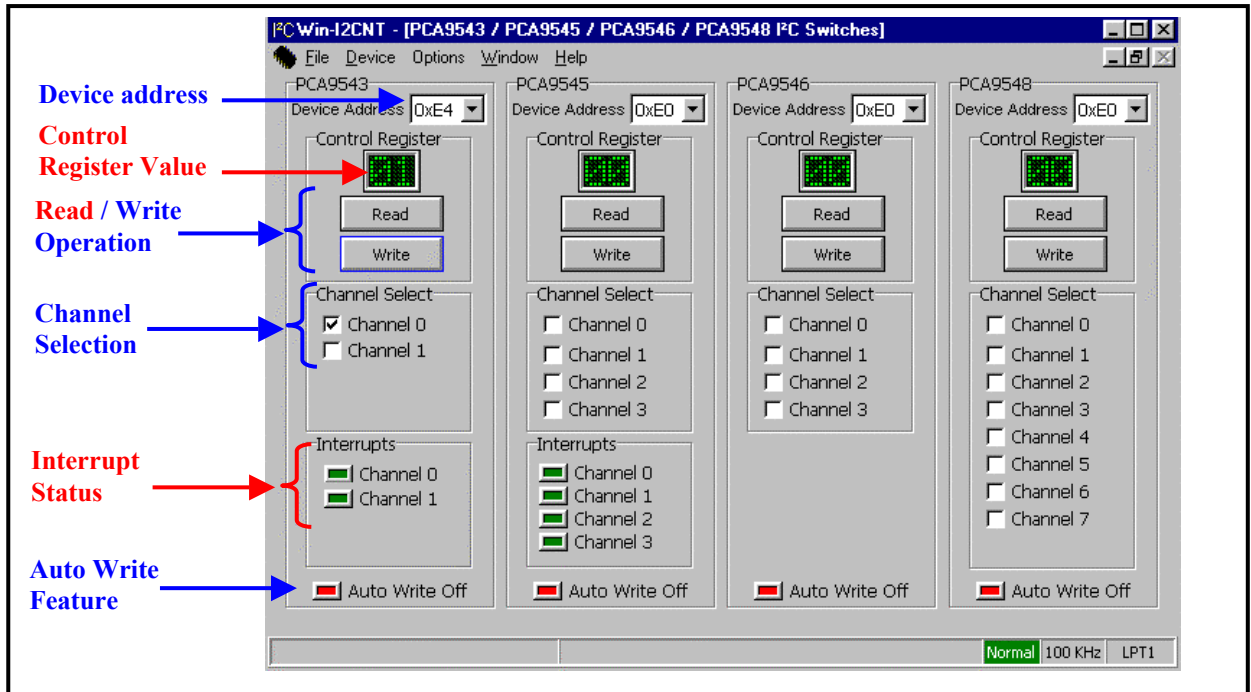 I²C Win-I2CNT - [PCA9543 / PCA9545 / PCA9546 / PCA9548 I²C Switches]
File Device Options Window Help
Device address
Control
Register Value
Read / Write
Operation
Channel
Selection
Interrupt
Status
Auto Write
Feature
PCA9543
Device Address 0xE4
Control Register
01
Read
Write
Channel Select
Channel 0
Channel 1
Interrupts
Channel 0
Channel 1
Auto Write Off
PCA9545
Device Address 0xE0
Control Register
00
Read
Write
Channel Select
Channel 0
Channel 1
Channel 2
Channel 3
Interrupts
Channel 0
Channel 1
Channel 2
Channel 3
Auto Write Off
PCA9546
Device Address 0xE0
Control Register
00
Read
Write
Channel Select
Channel 0
Channel 1
Channel 2
Channel 3
Auto Write Off
PCA9548
Device Address 0xE0
Control Register
00
Read
Write
Channel Select
Channel 0
Channel 1
Channel 2
Channel 3
Channel 4
Channel 5
Channel 6
Channel 7
Auto Write Off
Normal 100 KHz LPT1